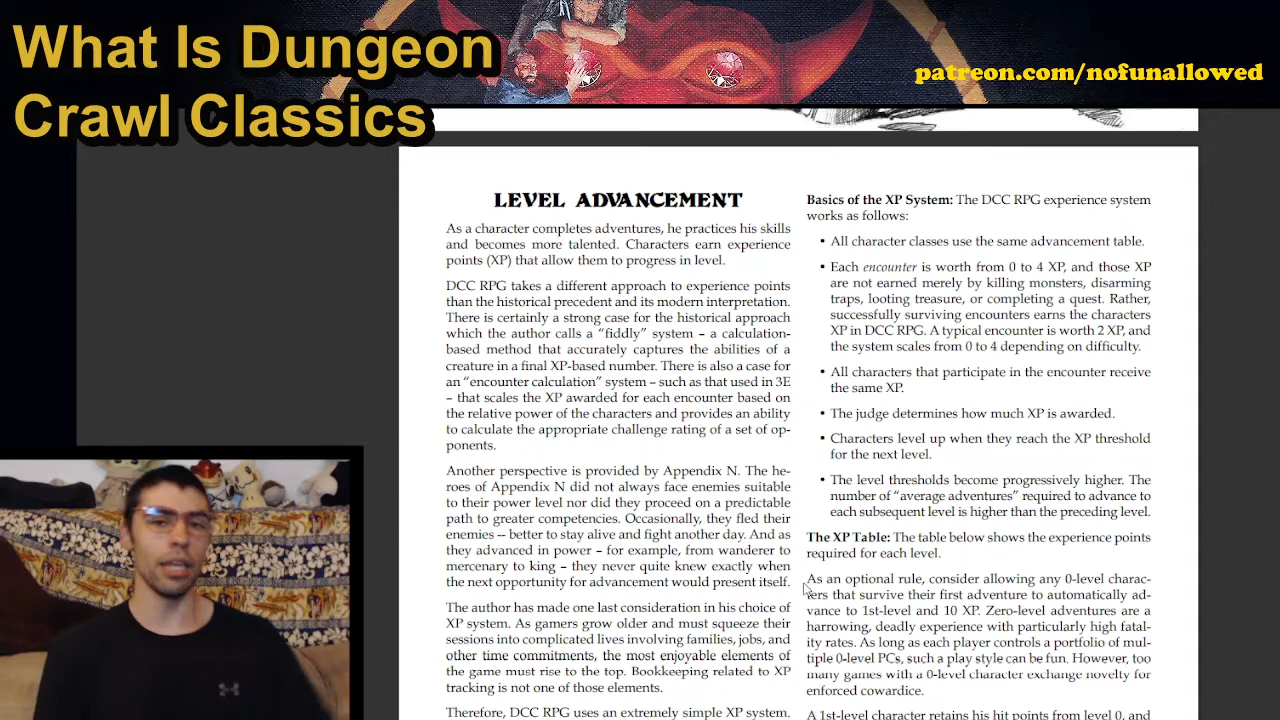 What Is Dungeon
Crawl Classics
patreon.com/nofunallowed
LEVEL ADVANCEMENT
As a character completes adventures, he practices his skills
and becomes more talented. Characters earn experience
points (XP) that allow them to progress in level.
DCC RPG takes a different approach to experience points
than the historical precedent and its modern interpretation.
There is certainly a strong case for the historical approach
which the author calls a “fiddly” system – a calculation-
based method that accurately captures the abilities of a
creature in a final XP-based number. There is also a case for
an “encounter calculation” system – such as that used in 3E
– that scales the XP awarded for each encounter based on
the relative power of the characters and provides an ability
to calculate the appropriate challenge rating of a set of op-
ponents.
Another perspective is provided by Appendix N. The he-
roes of Appendix N did not always face enemies suitable
to their power level nor did they proceed on a predictable
path to greater competencies. Occasionally, they fled their
enemies -- better to stay alive and fight another day. And as
they advanced in power – for example, from wanderer to
mercenary to king – they never quite knew exactly when
the next opportunity for advancement would present itself.
The author has made one last consideration in his choice of
XP system. As gamers grow older and must squeeze their
sessions into complicated lives involving families, jobs, and
other time commitments, the most enjoyable elements of
the game must rise to the top. Bookkeeping related to XP
tracking is not one of those elements.
Therefore, DCC RPG uses an extremely simple XP system.
Basics of the XP System: The DCC RPG experience system
works as follows:
• All character classes use the same advancement table.
• Each encounter is worth from 0 to 4 XP, and those XP
are not earned merely by killing monsters, disarming
traps, looting treasure, or completing a quest. Rather,
successfully surviving encounters earns the characters
XP in DCC RPG. A typical encounter is worth 2 XP, and
the system scales from 0 to 4 depending on difficulty.
• All characters that participate in the encounter receive
the same XP.
• The judge determines how much XP is awarded.
• Characters level up when they reach the XP threshold
for the next level.
• The level thresholds become progressively higher. The
number of “average adventures” required to advance to
each subsequent level is higher than the preceding level.
The XP Table: The table below shows the experience points
required for each level.
As an optional rule, consider allowing any 0-level charac-
ters that survive their first adventure to automatically ad-
vance to 1st-level and 10 XP. Zero-level adventures are a
harrowing, deadly experience with particularly high fatal-
ity rates. As long as each player controls a portfolio of mul-
tiple 0-level PCs, such a play style can be fun. However, too
many games with a 0-level character exchange novelty for
enforced cowardice.
A 1st-level character retains his hit points from level 0, and